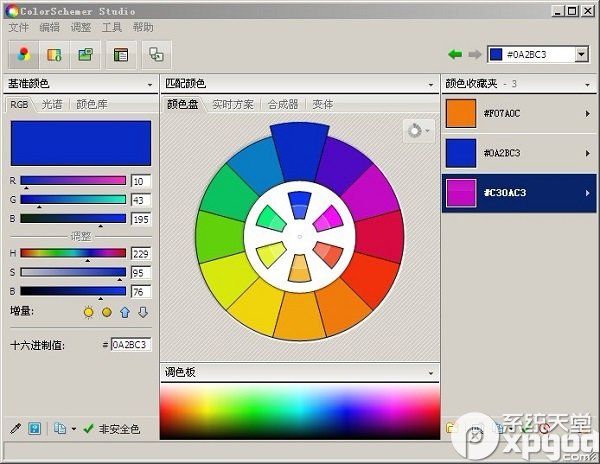 ColorSchemer Studio
文件 编辑 调整 工具 帮助
#0A2BC3
基准颜色
RGB 光谱 颜色库
R 10
G 43
B 195
调整
H 229
S 95
B 76
增量:
十六进制值: # 0A2BC3
非安全色
匹配颜色
颜色盘 实时方案 合成器 变体
调色板
颜色收藏夹 - 3
#F07A0C
#0A2BC3
#C30AC3
系统天堂
xpgod
.com